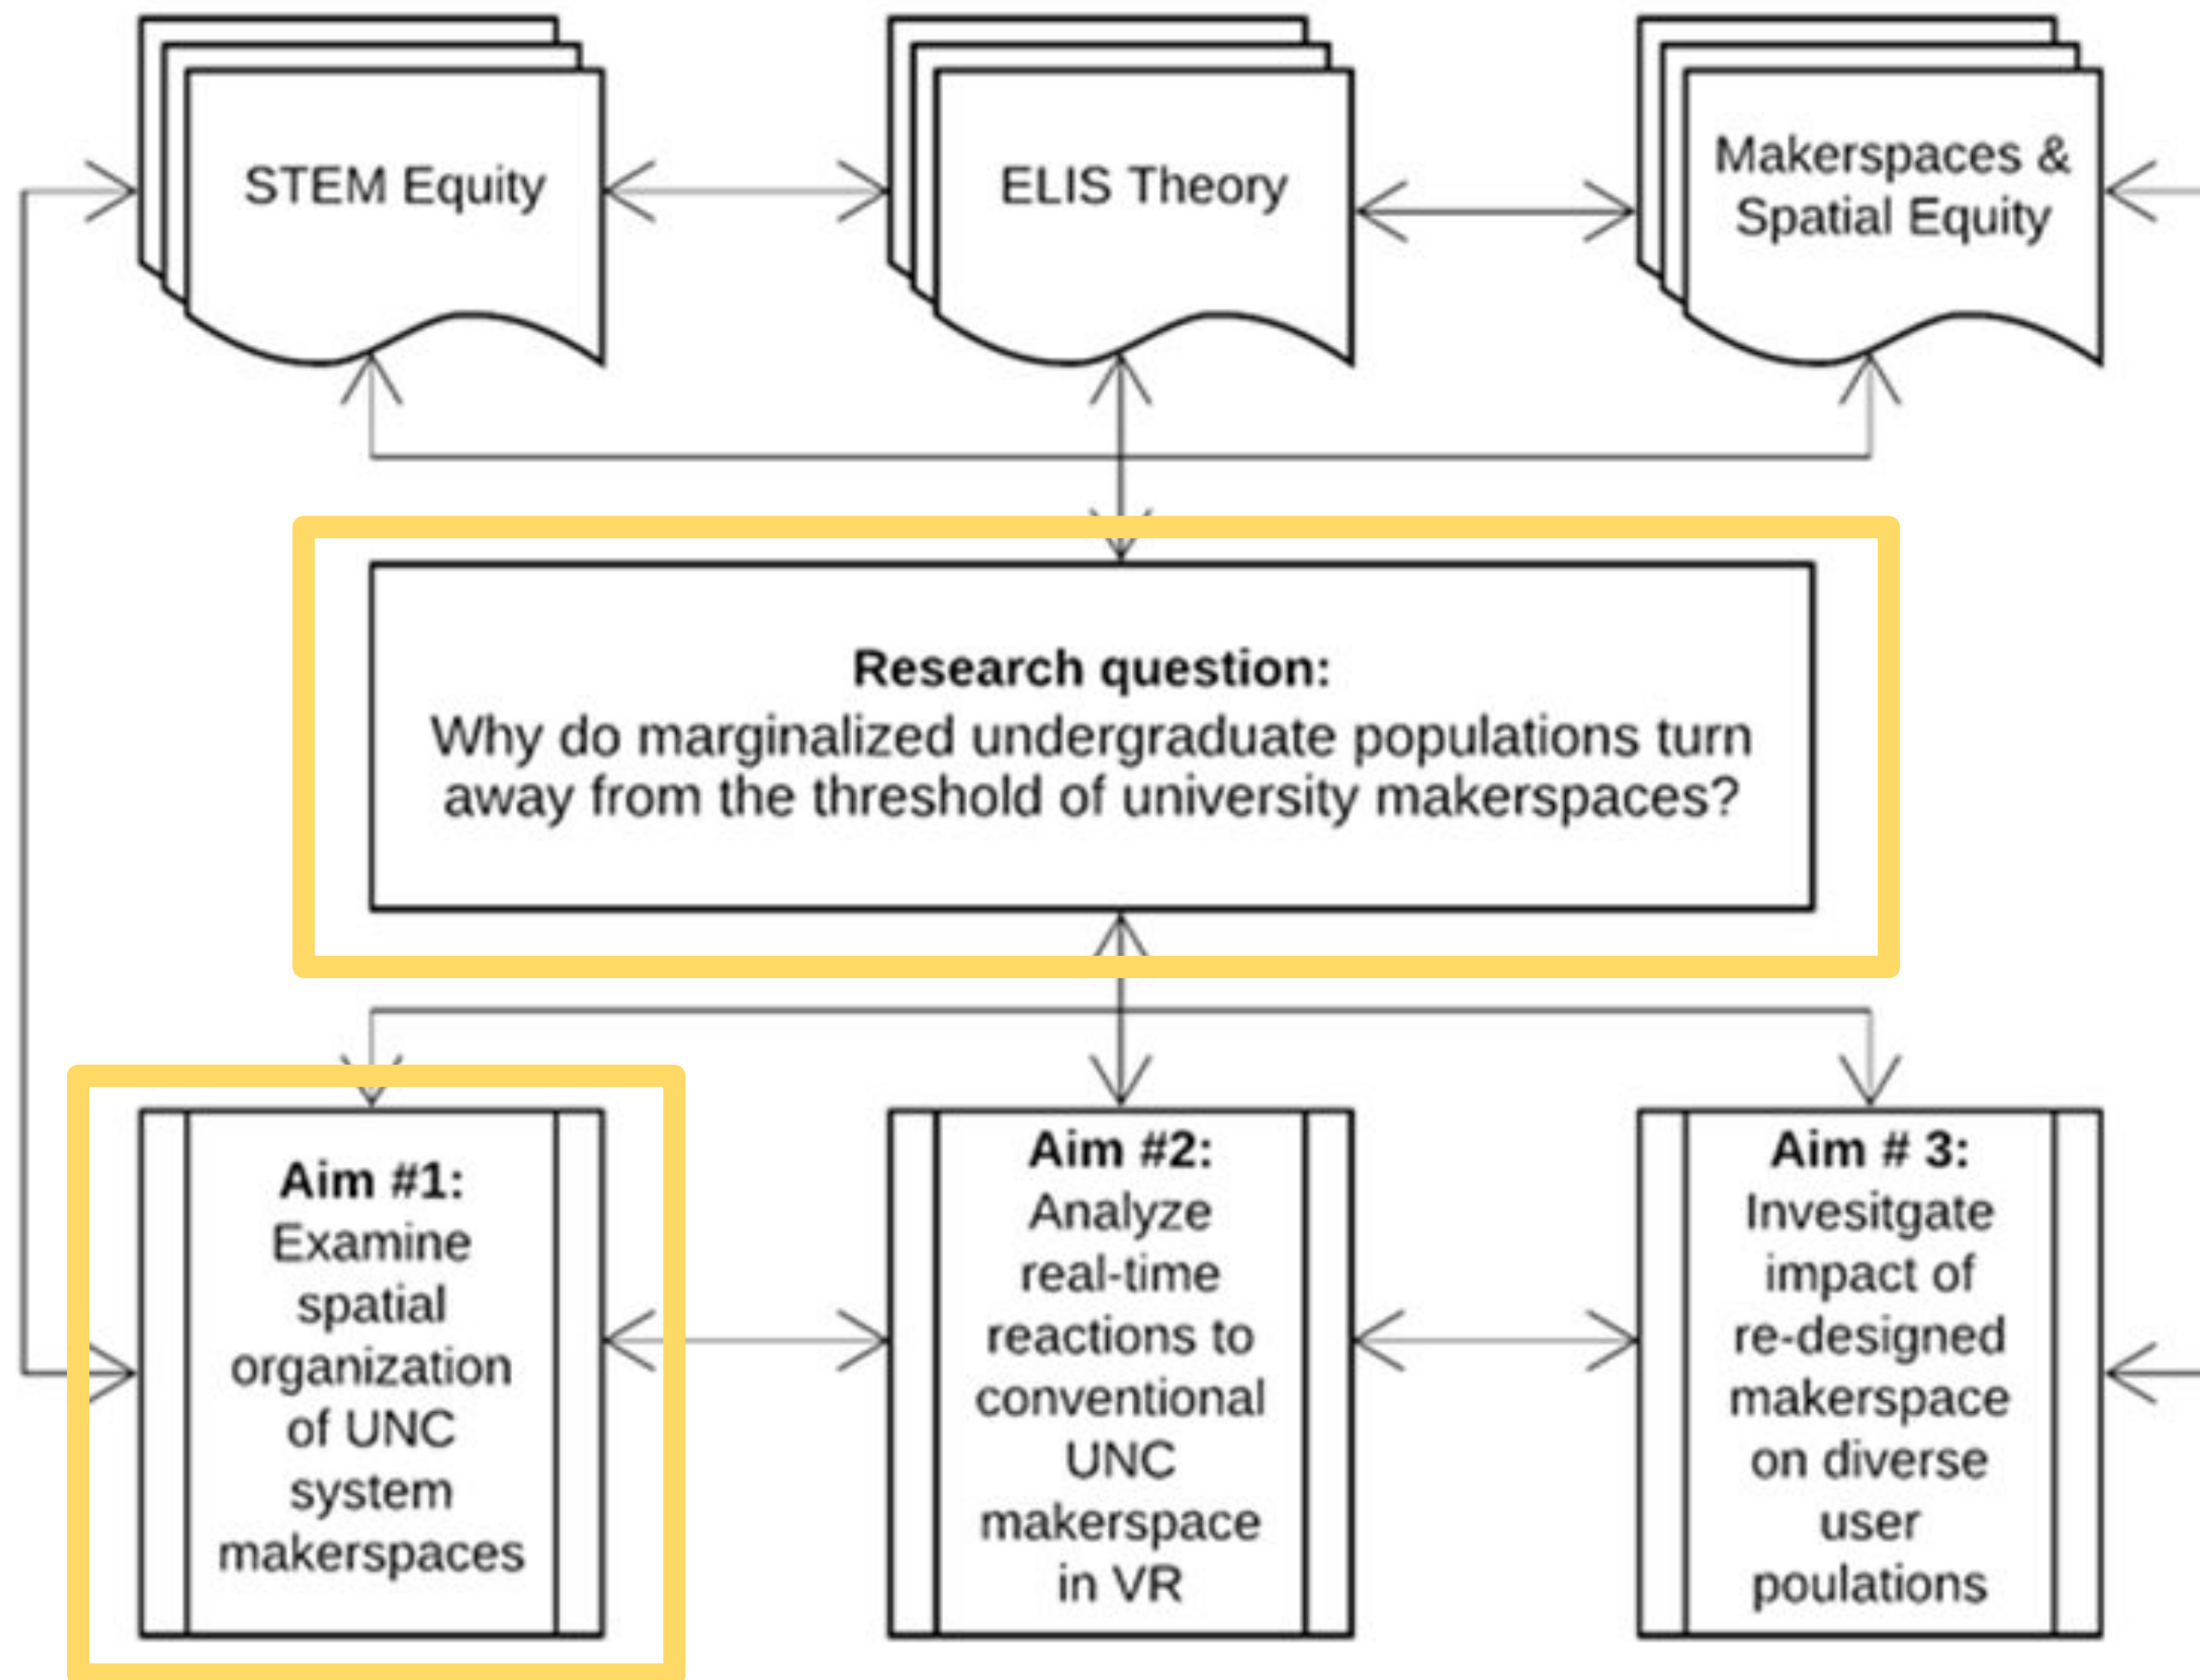 STEM Equity
ELIS Theory
Makerspaces &
Spatial Equity
Research question:
Why do marginalized undergraduate populations turn
away from the threshold of university makerspaces?
Aim #1:
Examine
spatial
organization
of UNC
system
makerspaces
Aim #2:
Analyze
real-time
reactions to
conventional
UNC
makerspace
in VR
Aim # 3:
Invesitgate
impact of
re-designed
makerspace
on diverse
user
poulations